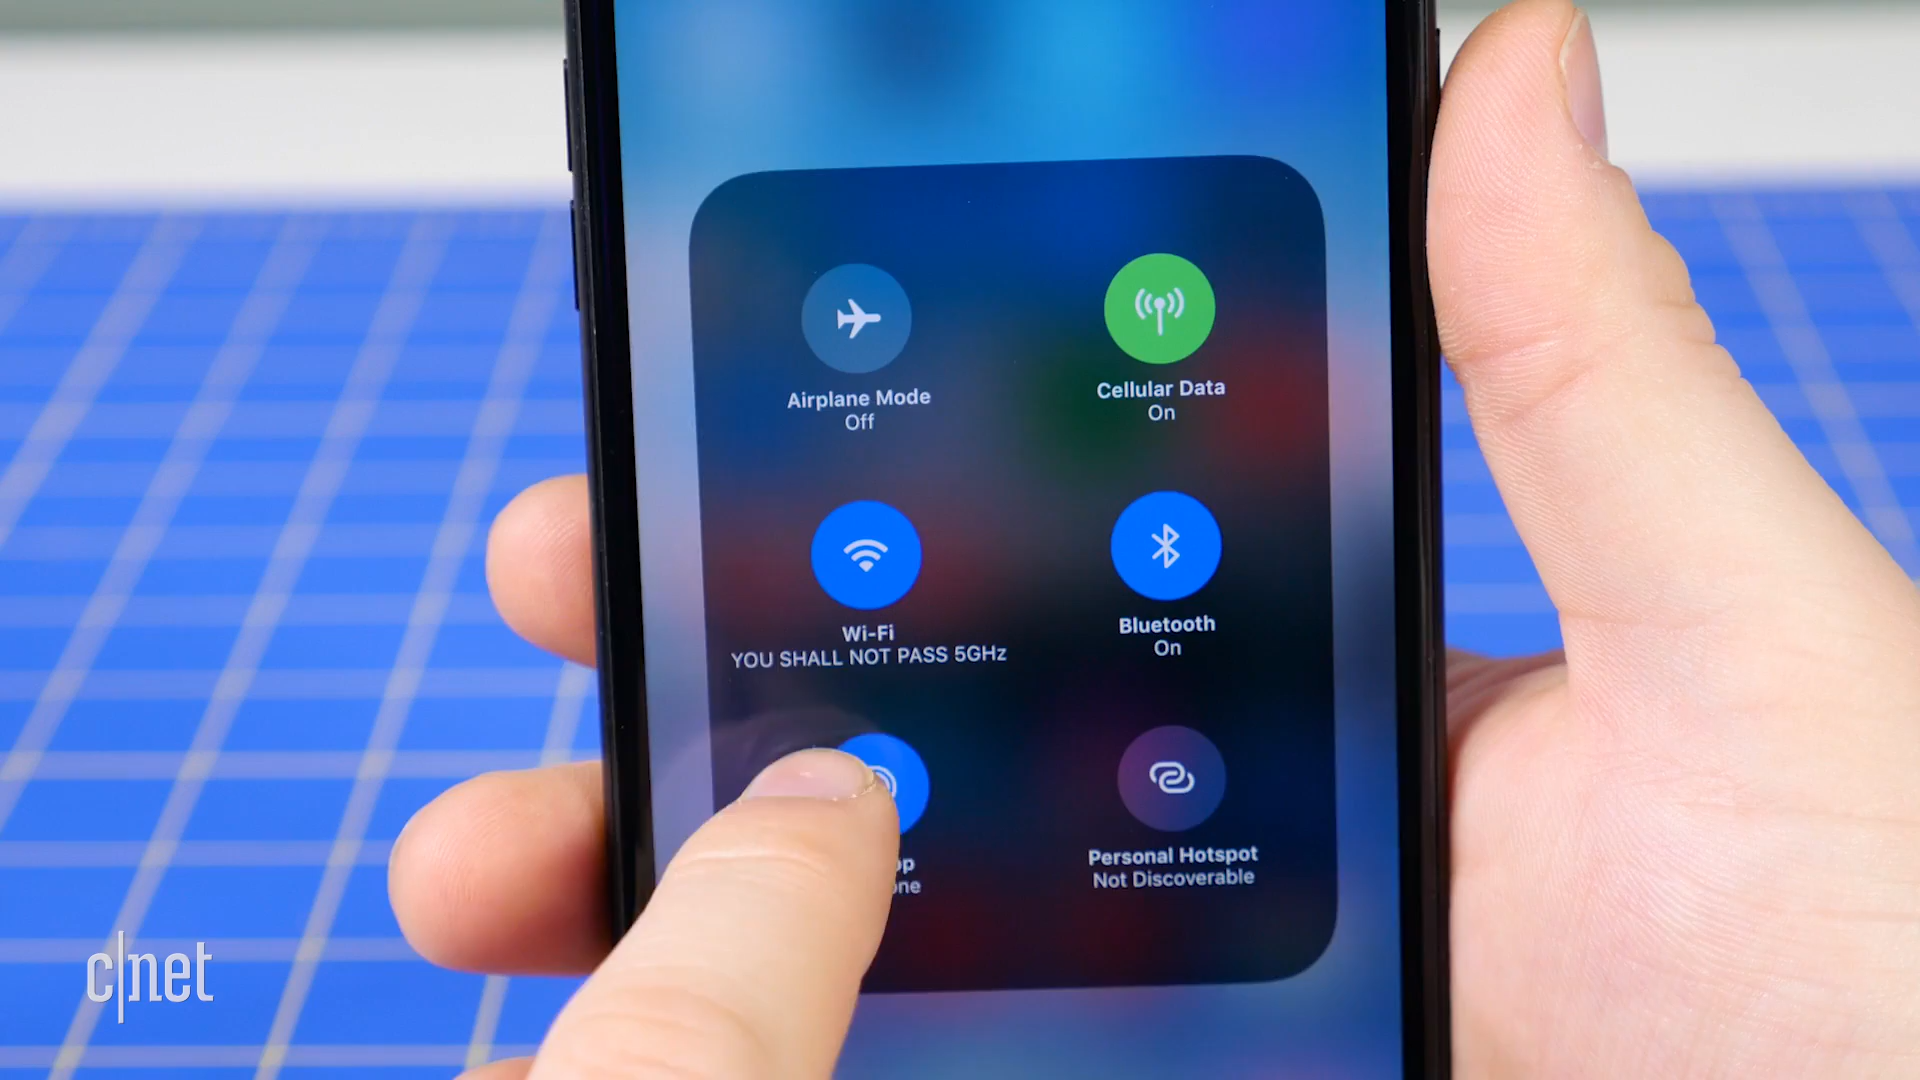 Airplane Mode
Off
Cellular Data
On
Wi-Fi
YOU SHALL NOT PASS 5GHz
Bluetooth
On
Personal Hotspot
Not Discoverable
c|net